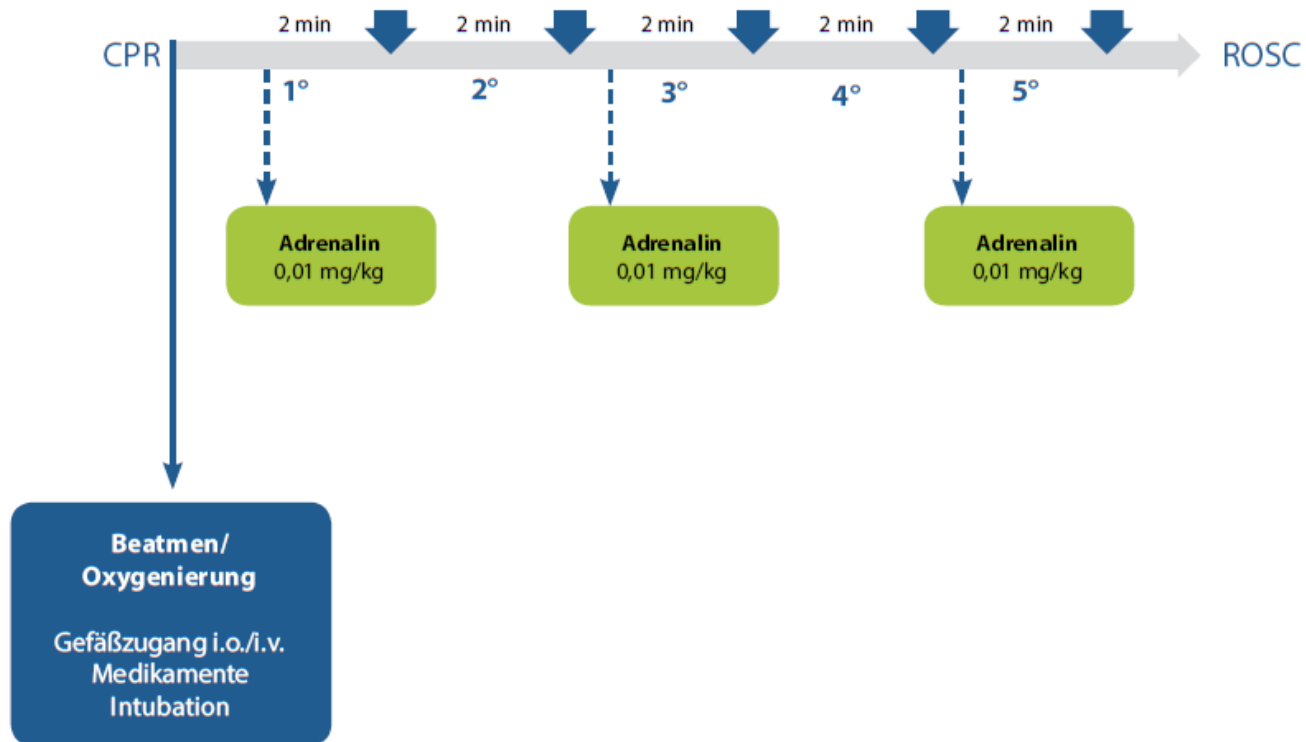 2 min
2 min
2 min
2 min
2 min
CPR
ROSC
1°
2°
3°
4°
5°
Adrenalin
0,01 mg/kg
Adrenalin
0,01 mg/kg
Adrenalin
0,01 mg/kg
Beatmen/
Oxygenierung
Gefäßzugang i.o./i.v.
Medikamente
Intubation